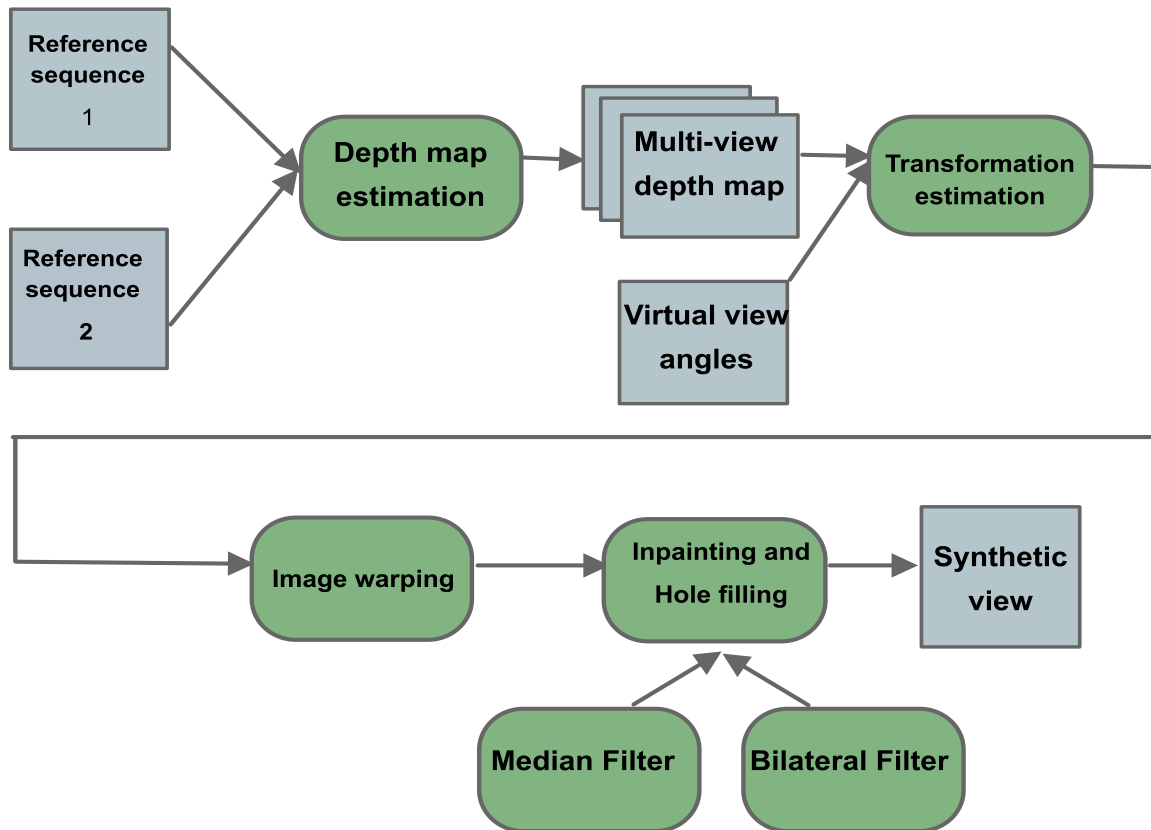 Reference
sequence
1
Depth map
estimation
Multi-view
depth map
Transformation
estimation
Reference
sequence
2
Virtual view
angles
Image warping
Inpainting and
Hole filling
Synthetic
view
Median Filter
Bilateral Filter